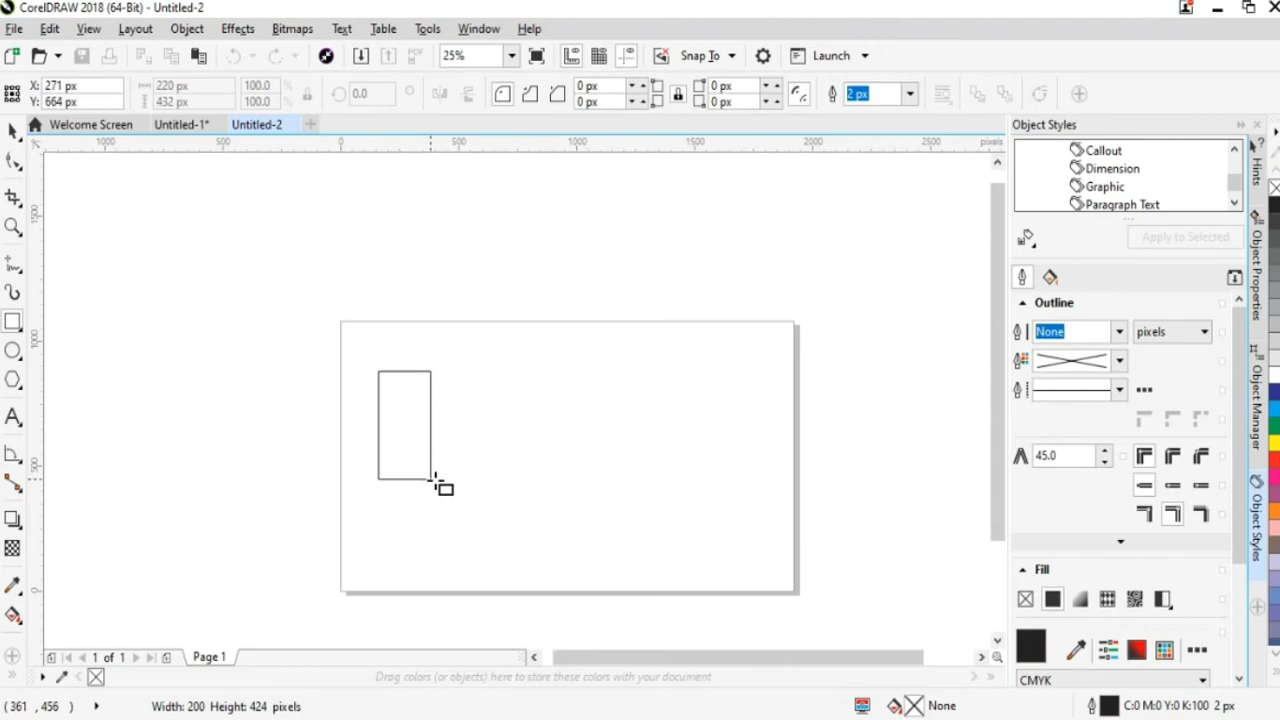 CorelDRAW 2018 (64-Bit) - Untitled-2
File Edit View Layout Object Effects Bitmaps Text Table Tools Window Help
PDF 25% Snap To Launch
X: 271 px 220 px 100.0 0.0 0 px 0 px 2 px
Y: 664 px 432 px 100.0 0 px 0 px
Welcome Screen Untitled-1* Untitled-2
1000 500 0 500 1000 1500 2000 2500 pixels
1500
1000
500
0
Object Styles
Callout
Dimension
Graphic
Paragraph Text
Apply to Selected
Outline
None pixels
45.0
Fill
CMYK
Hints
Object Properties
Object Manager
Object Styles
1 of 1 Page 1
Drag colors (or objects) here to store these colors with your document
( 361 , 456 ) Width: 200 Height: 424 pixels None C:0 M:0 Y:0 K:100 2 px